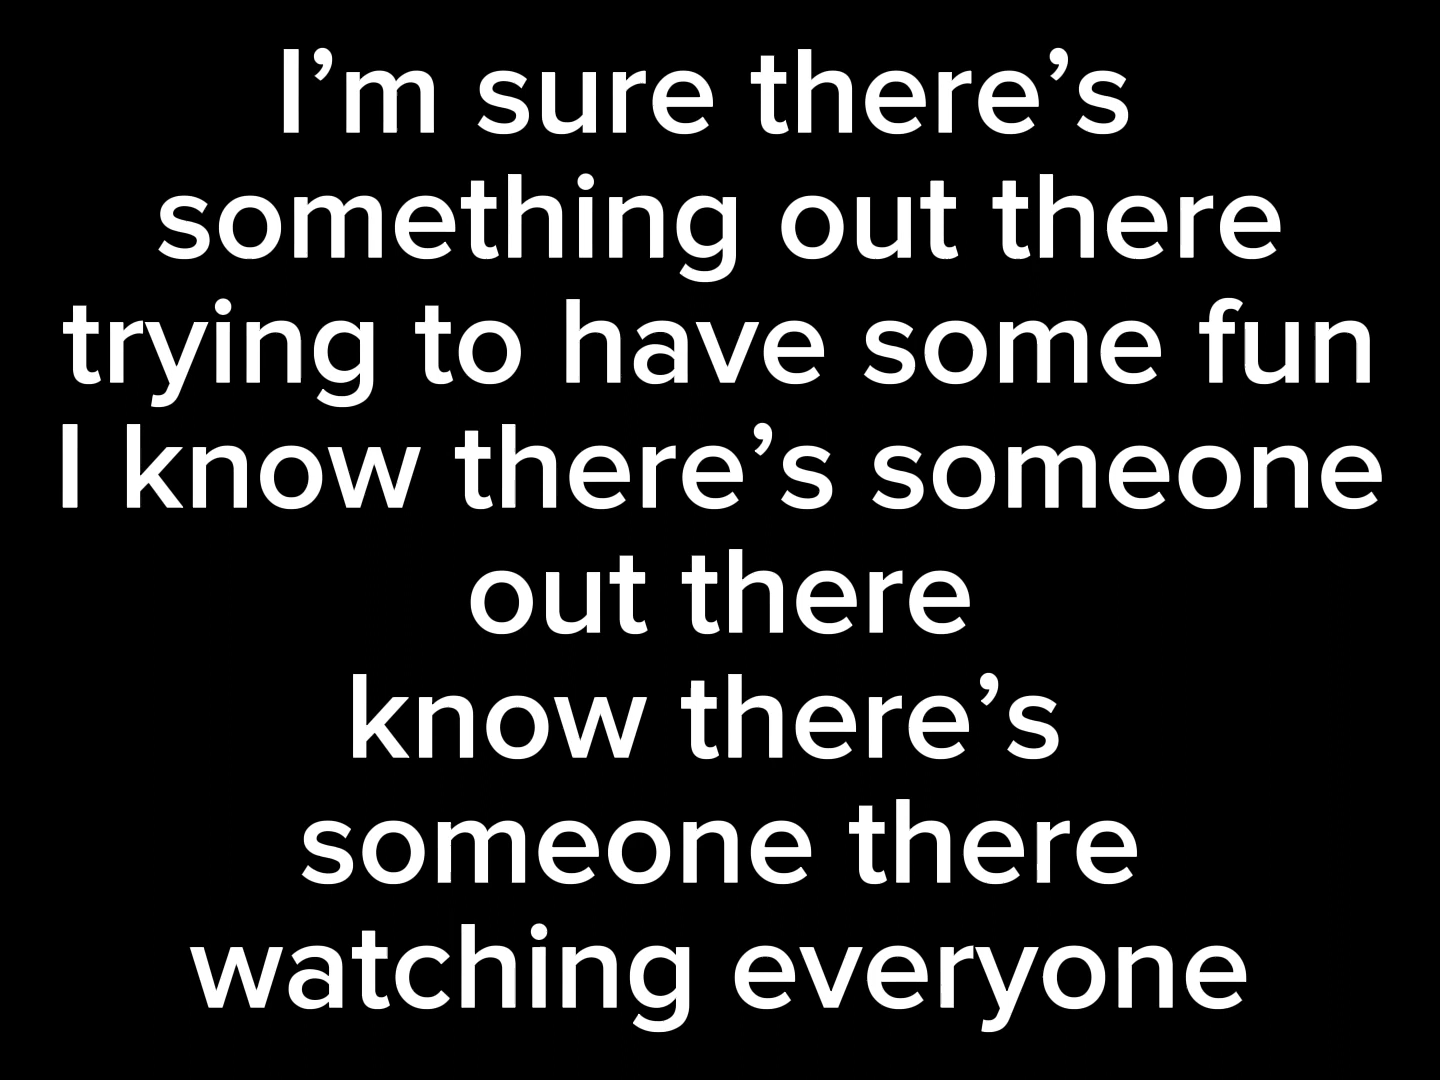 I’m sure there’s
something out there
trying to have some fun
I know there’s someone
out there
know there’s
someone there
watching everyone